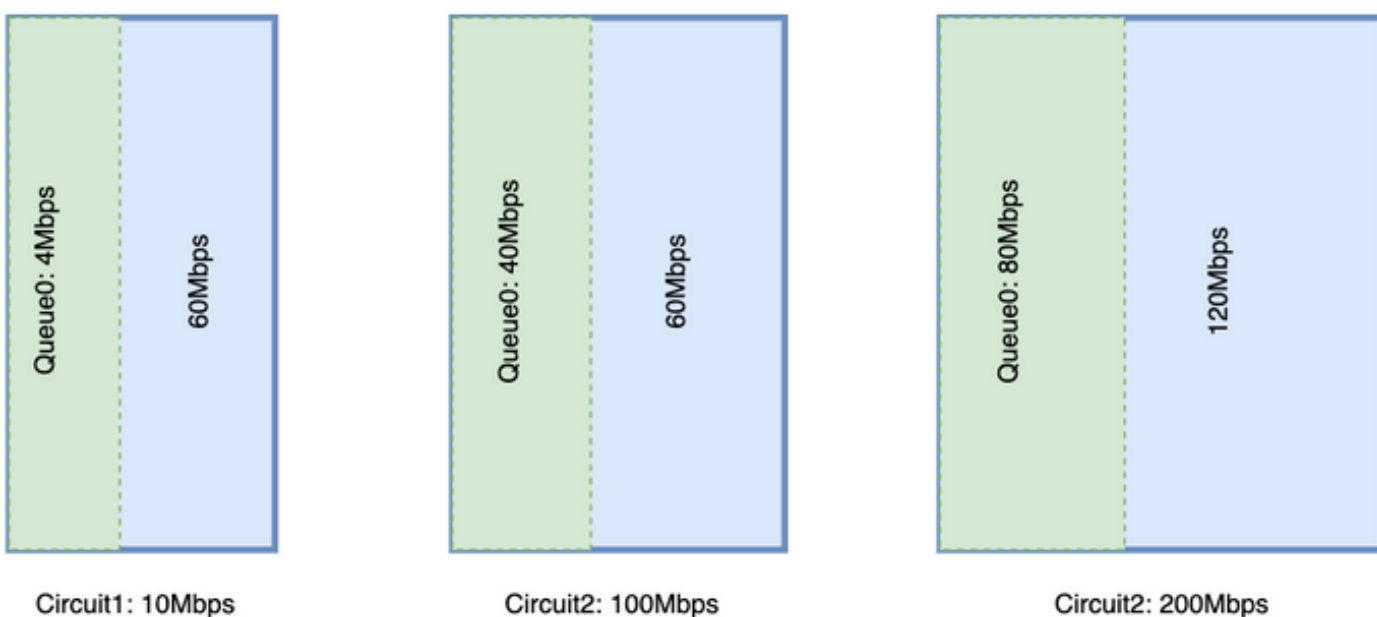 Queue0: 4Mbps
60Mbps
Queue0: 40Mbps
60Mbps
Queue0: 80Mbps
120Mbps
Circuit1: 10Mbps
Circuit2: 100Mbps
Circuit2: 200Mbps